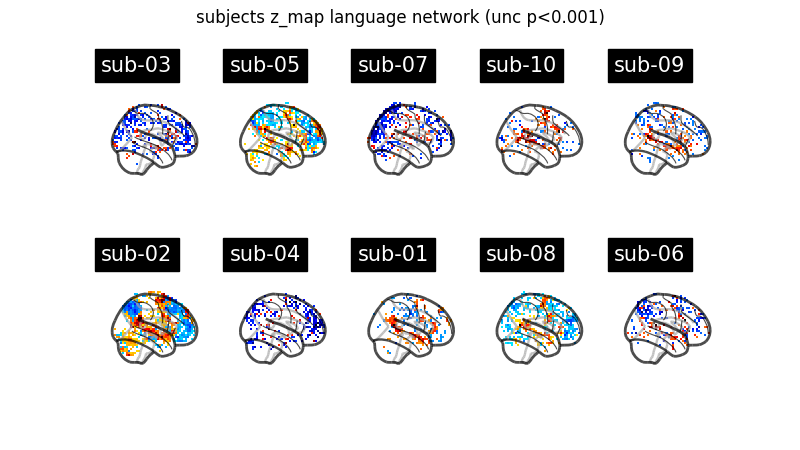 subjects z_map language network (unc p<0.001)
sub-03
sub-05
sub-07
sub-10
sub-09
sub-02
sub-04
sub-01
sub-08
sub-06